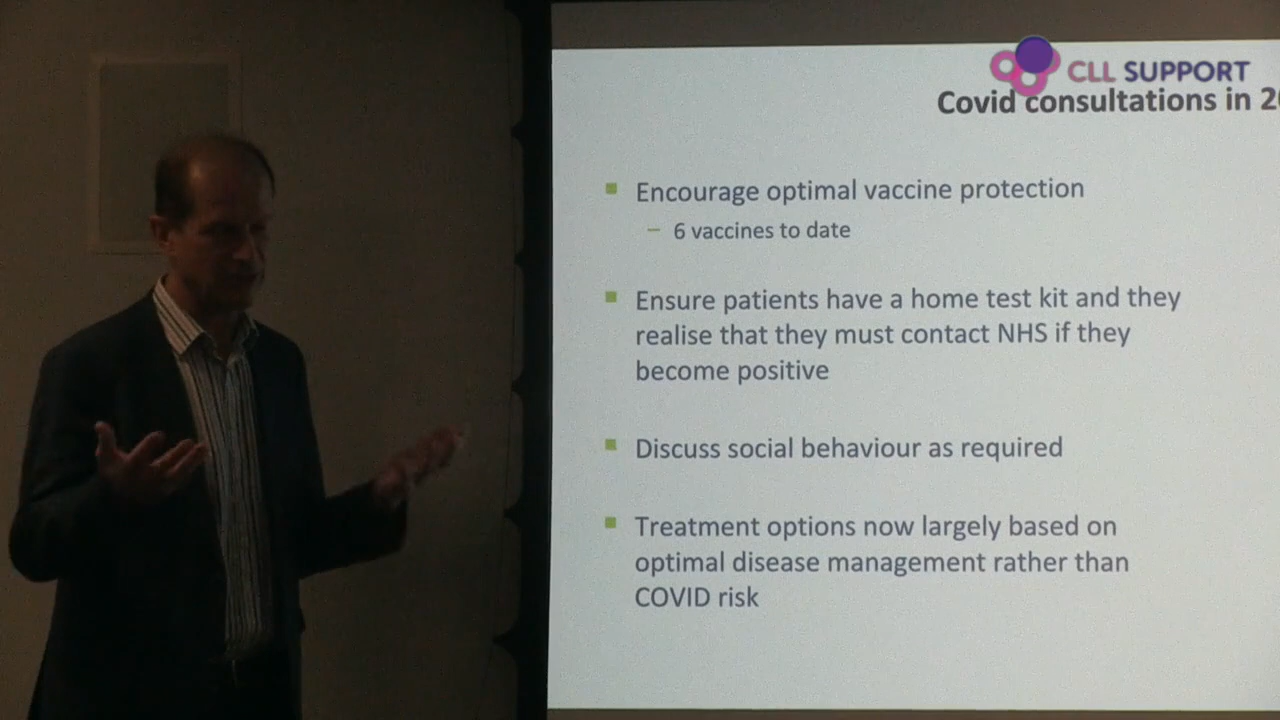 CLL SUPPORT
Covid consultations in 20
Encourage optimal vaccine protection
– 6 vaccines to date
Ensure patients have a home test kit and they
realise that they must contact NHS if they
become positive
Discuss social behaviour as required
Treatment options now largely based on
optimal disease management rather than
COVID risk